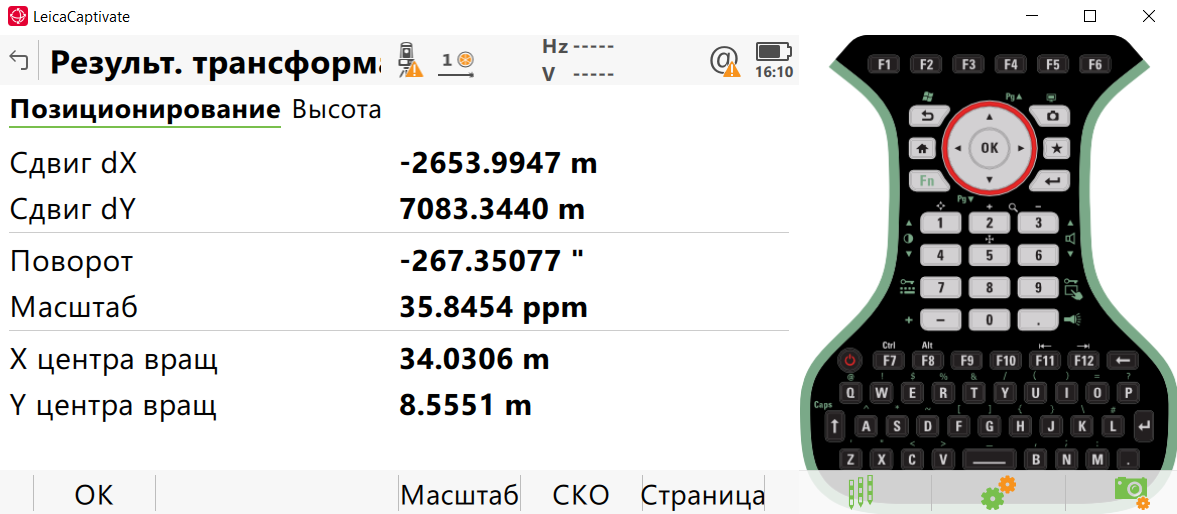 LeicaCaptivate
Результ. трансформа
1
Hz -----
V -----
@
16:10
Позиционирование Высота
Сдвиг dX -2653.9947 m
Сдвиг dY 7083.3440 m
Поворот -267.35077 "
Масштаб 35.8454 ppm
X центра вращ 34.0306 m
Y центра вращ 8.5551 m
OK Масштаб СКО Страница
F1 F2 F3 F4 F5 F6
Pg▲
OK
Fn
Pg▼
+ -
1 2 3
4 5 6
7 8 9
+ - 0 .
Ctrl Alt
F7 F8 F9 F10 F11 F12
@ ! $ % & / ( ) = ?
Q W E R T Y U I O P
Caps ^ * ~ [ ] { } \ #
A S D F G H J K L
Z X C V B N M .